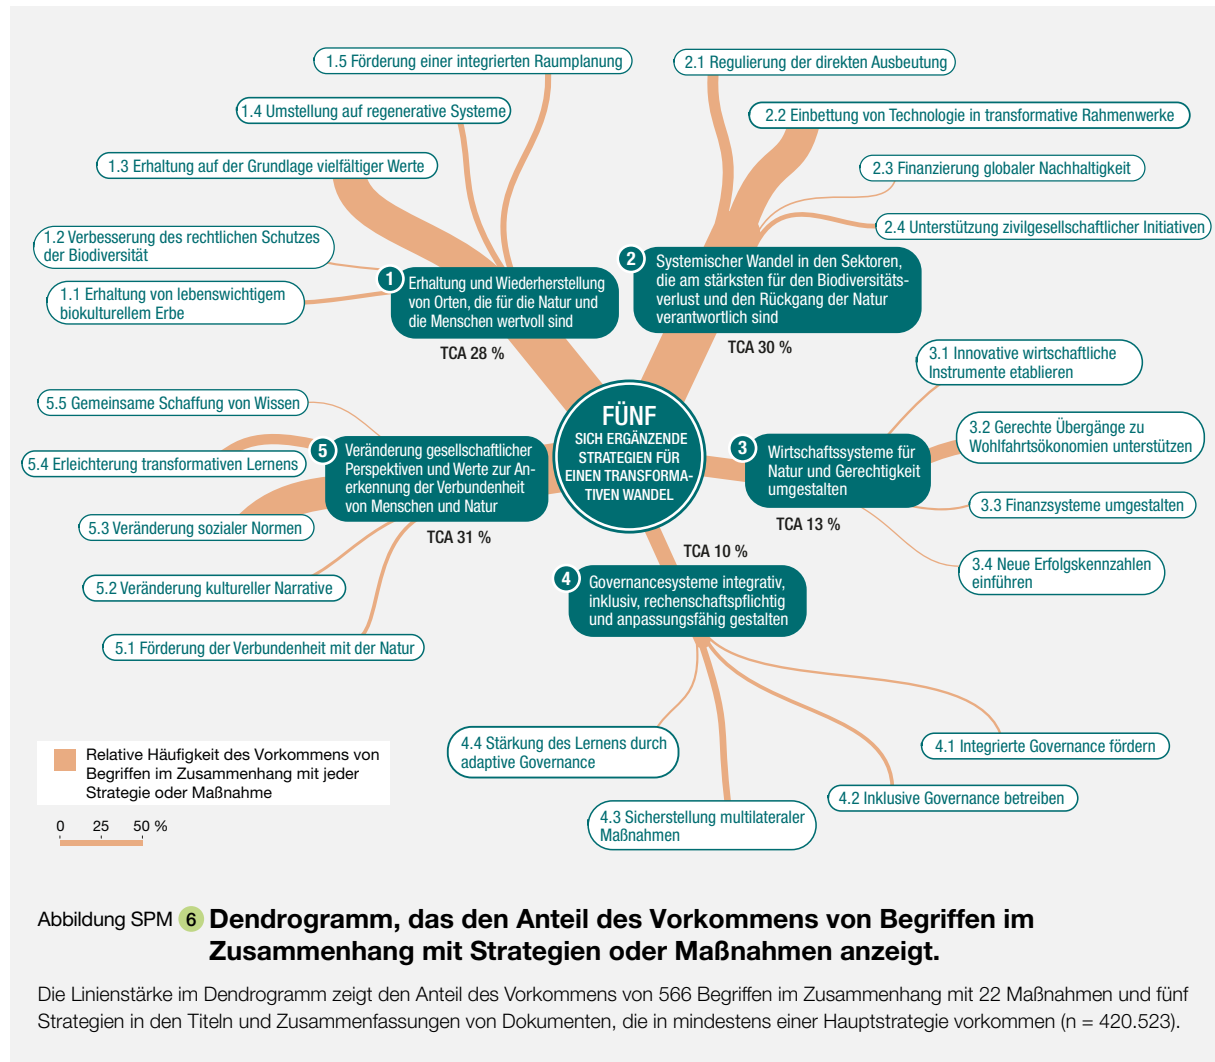 1.5 Förderung einer integrierten Raumplanung
2.1 Regulierung der direkten Ausbeutung
1.4 Umstellung auf regenerative Systeme
2.2 Einbettung von Technologie in transformative Rahmenwerke
1.3 Erhaltung auf der Grundlage vielfältiger Werte
2.3 Finanzierung globaler Nachhaltigkeit
2.4 Unterstützung zivilgesellschaftlicher Initiativen
1.2 Verbesserung des rechtlichen Schutzes
der Biodiversität
1.1 Erhaltung von lebenswichtigem
biokulturellem Erbe
1
Erhaltung und Wiederherstellung
von Orten, die für die Natur und
die Menschen wertvoll sind
TCA 28 %
2
Systemischer Wandel in den Sektoren,
die am stärksten für den Biodiversitäts-
verlust und den Rückgang der Natur
verantwortlich sind
TCA 30 %
3.1 Innovative wirtschaftliche
Instrumente etablieren
5.5 Gemeinsame Schaffung von Wissen
FÜNF
SICH ERGÄNZENDE
STRATEGIEN FÜR
EINEN TRANSFORMA-
TIVEN WANDEL
3.2 Gerechte Übergänge zu
Wohlfahrtsökonomien unterstützen
5.4 Erleichterung transformativen Lernens
5
Veränderung gesellschaftlicher
Perspektiven und Werte zur An-
erkennung der Verbundenheit
von Menschen und Natur
TCA 31 %
3
Wirtschaftssysteme für
Natur und Gerechtigkeit
umgestalten
TCA 13 %
3.3 Finanzsysteme umgestalten
5.3 Veränderung sozialer Normen
3.4 Neue Erfolgskennzahlen
einführen
5.2 Veränderung kultureller Narrative
TCA 10 %
4
Governancesysteme integrativ,
inklusiv, rechenschaftspflichtig
und anpassungsfähig gestalten
5.1 Förderung der Verbundenheit mit der Natur
4.4 Stärkung des Lernens durch
adaptive Governance
4.1 Integrierte Governance fördern
4.2 Inklusive Governance betreiben
4.3 Sicherstellung multilateraler
Maßnahmen
Relative Häufigkeit des Vorkommens von
Begriffen im Zusammenhang mit jeder
Strategie oder Maßnahme
0 25 50 %
Abbildung SPM 6 Dendrogramm, das den Anteil des Vorkommens von Begriffen im
Zusammenhang mit Strategien oder Maßnahmen anzeigt.
Die Linienstärke im Dendrogramm zeigt den Anteil des Vorkommens von 566 Begriffen im Zusammenhang mit 22 Maßnahmen und fünf
Strategien in den Titeln und Zusammenfassungen von Dokumenten, die in mindestens einer Hauptstrategie vorkommen (n = 420.523).